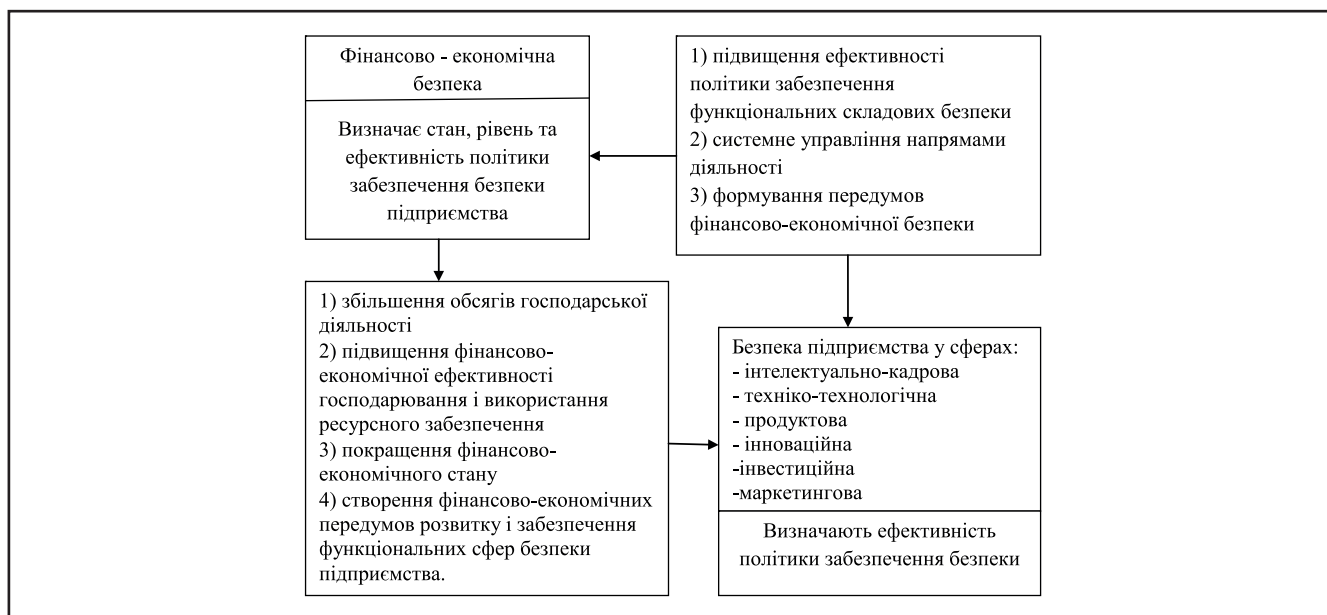 Фінансово - економічна
безпека
Визначає стан, рівень та
ефективність політики
забезпечення безпеки
підприємства
1) підвищення ефективності
політики забезпечення
функціональних складових безпеки
2) системне управління напрямами
діяльності
3) формування передумов
фінансово-економічної безпеки
1) збільшення обсягів господарської
діяльності
2) підвищення фінансово-
економічної ефективності
господарювання і використання
ресурсного забезпечення
3) покращення фінансово-
економічного стану
4) створення фінансово-економічних
передумов розвитку і забезпечення
функціональних сфер безпеки
підприємства.
Безпека підприємства у сферах:
- інтелектуально-кадрова
- техніко-технологічна
- продуктова
- інноваційна
-інвестиційна
-маркетингова
Визначають ефективність
політики забезпечення безпеки